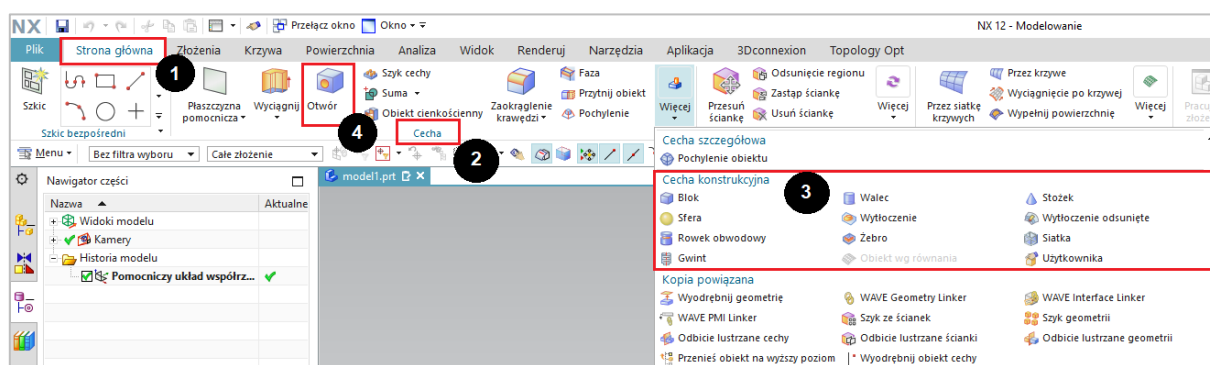 NX Przełącz okno Okno NX 12 - Modelowanie
Plik Strona główna Złożenia Krzywa Powierzchnia Analiza Widok Renderuj Narzędzia Aplikacja 3Dconnexion Topology Opt
1
Szkic
Szkic bezpośredni
Płaszczyzna pomocnicza
Wyciągnij
Otwór
4
Szyk cechy
Suma
Obiekt cienkościenny
Zaokrąglenie krawędzi
Faza
Przytnij obiekt
Pochylenie
Cecha
2
Więcej
Przesuń ściankę
Odsunięcie regionu
Zastąp ściankę
Usuń ściankę
Więcej
Przez siatkę krzywych
Przez krzywe
Wyciągnięcie po krzywej
Wypełnij powierzchnię
Więcej
Menu Bez filtra wyboru Całe złożenie
Nawigator części
model1.prt
Nazwa Aktualne
Widoki modelu
Kamery
Historia modelu
Pomocniczy układ współrz...
Cecha szczegółowa
Pochylenie obiektu
Cecha konstrukcyjna
3
Blok Walec Stożek
Sfera Wytłoczenie Wytłoczenie odsunięte
Rowek obwodowy Żebro Siatka
Gwint Obiekt wg równania Użytkownika
Kopia powiązana
Wyodrębnij geometrię WAVE Geometry Linker WAVE Interface Linker
WAVE PMI Linker Szyk ze ścianek Szyk geometrii
Odbicie lustrzane cechy Odbicie lustrzane ścianki Odbicie lustrzane geometrii
Przenieś obiekt na wyższy poziom Wyodrębnij obiekt cechy